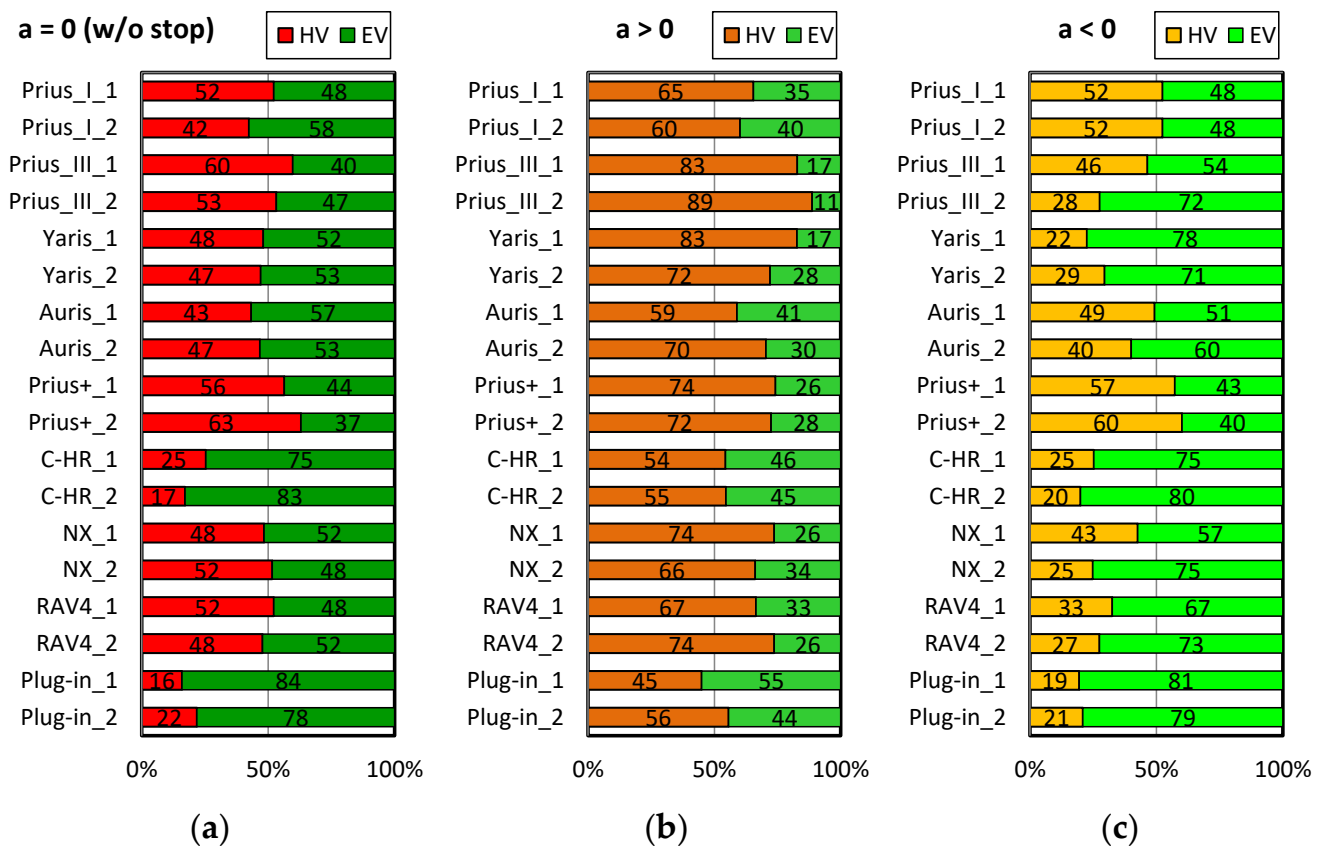 a = 0 (w/o stop) HV EV
Prius_I_1 52 48
Prius_I_2 42 58
Prius_III_1 60 40
Prius_III_2 53 47
Yaris_1 48 52
Yaris_2 47 53
Auris_1 43 57
Auris_2 47 53
Prius+_1 56 44
Prius+_2 63 37
C-HR_1 25 75
C-HR_2 17 83
NX_1 48 52
NX_2 52 48
RAV4_1 52 48
RAV4_2 48 52
Plug-in_1 16 84
Plug-in_2 22 78
0% 50% 100%
(a)
a > 0 HV EV
Prius_I_1 65 35
Prius_I_2 60 40
Prius_III_1 83 17
Prius_III_2 89 11
Yaris_1 83 17
Yaris_2 72 28
Auris_1 59 41
Auris_2 70 30
Prius+_1 74 26
Prius+_2 72 28
C-HR_1 54 46
C-HR_2 55 45
NX_1 74 26
NX_2 66 34
RAV4_1 67 33
RAV4_2 74 26
Plug-in_1 45 55
Plug-in_2 56 44
0% 50% 100%
(b)
a < 0 HV EV
Prius_I_1 52 48
Prius_I_2 52 48
Prius_III_1 46 54
Prius_III_2 28 72
Yaris_1 22 78
Yaris_2 29 71
Auris_1 49 51
Auris_2 40 60
Prius+_1 57 43
Prius+_2 60 40
C-HR_1 25 75
C-HR_2 20 80
NX_1 43 57
NX_2 25 75
RAV4_1 33 67
RAV4_2 27 73
Plug-in_1 19 81
Plug-in_2 21 79
0% 50% 100%
(c)